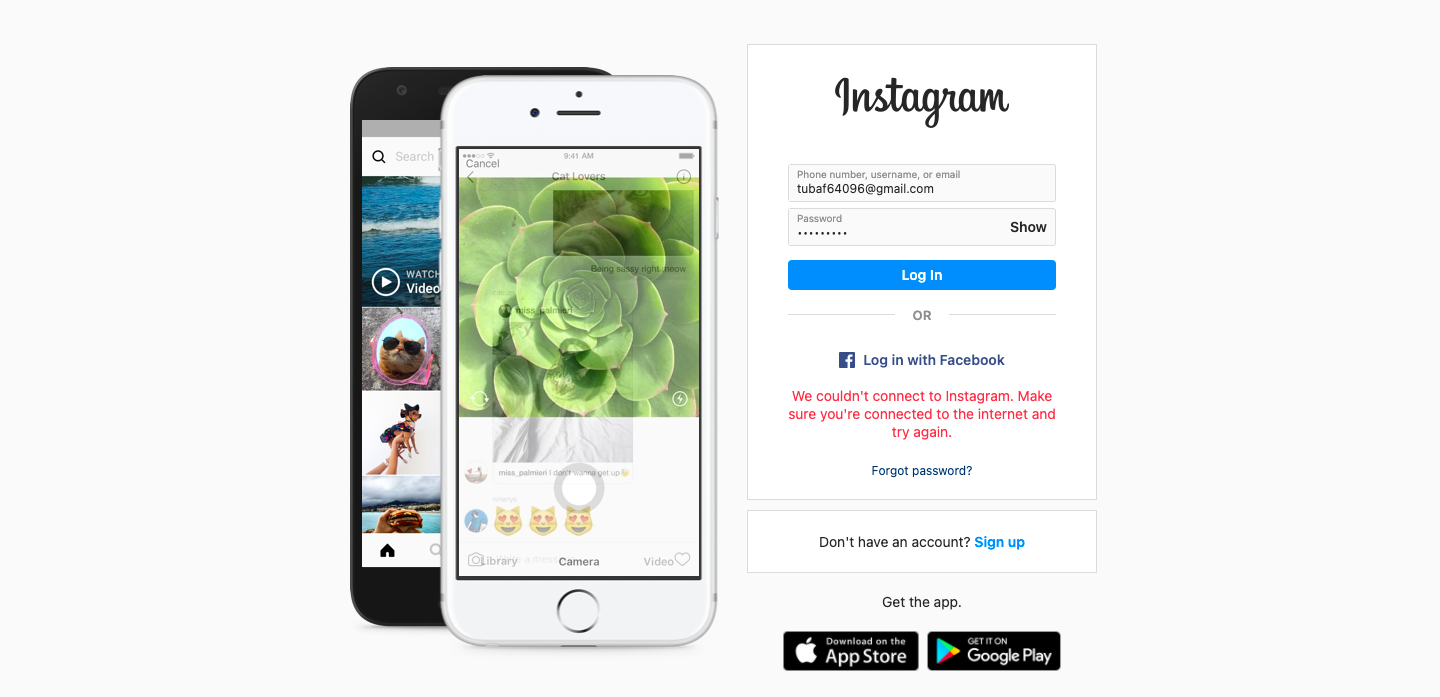 Instagram
Phone number, username, or email
tubaf64096@gmail.com
Password
•••••••••
Show
Log In
OR
Log in with Facebook
We couldn't connect to Instagram. Make
sure you're connected to the internet and
try again.
Forgot password?
Don't have an account? Sign up
Get the app.
Download on the
App Store
GET IT ON
Google Play
Search
WATCH
Video
9:41 AM
Cancel
Cat Lovers
Being sassy right meow
miss_palmieri
miss_palmieri I don't wanna get up
Library
Camera
Video